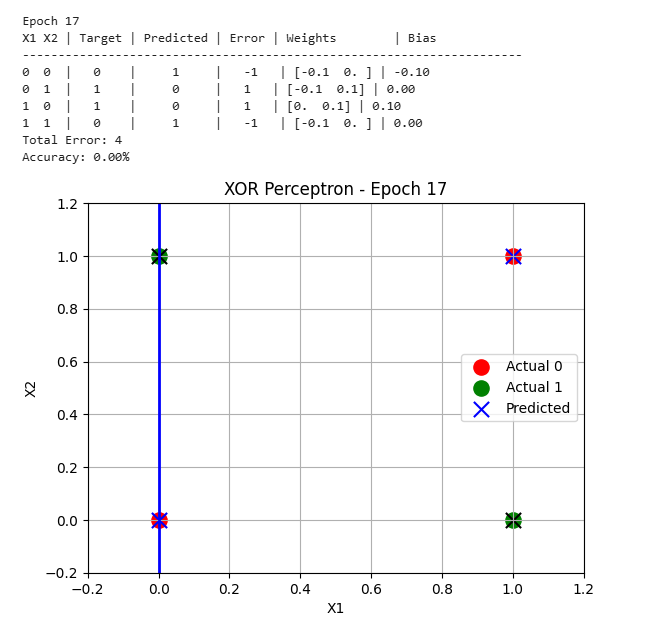 Epoch 17
X1 X2 | Target | Predicted | Error | Weights        | Bias
----------------------------------------------------------------------
0  0  |   0    |     1     |   -1   | [-0.1  0. ] | -0.10
0  1  |   1    |     0     |   1   | [-0.1  0.1] | 0.00
1  0  |   1    |     0     |   1   | [0.  0.1] | 0.10
1  1  |   0    |     1     |   -1   | [-0.1  0. ] | 0.00
Total Error: 4
Accuracy: 0.00%
XOR Perceptron - Epoch 17
1.2
1.0
0.8
0.6
0.4
0.2
0.0
−0.2
X2
Actual 0
Actual 1
Predicted
−0.2 0.0 0.2 0.4 0.6 0.8 1.0 1.2
X1